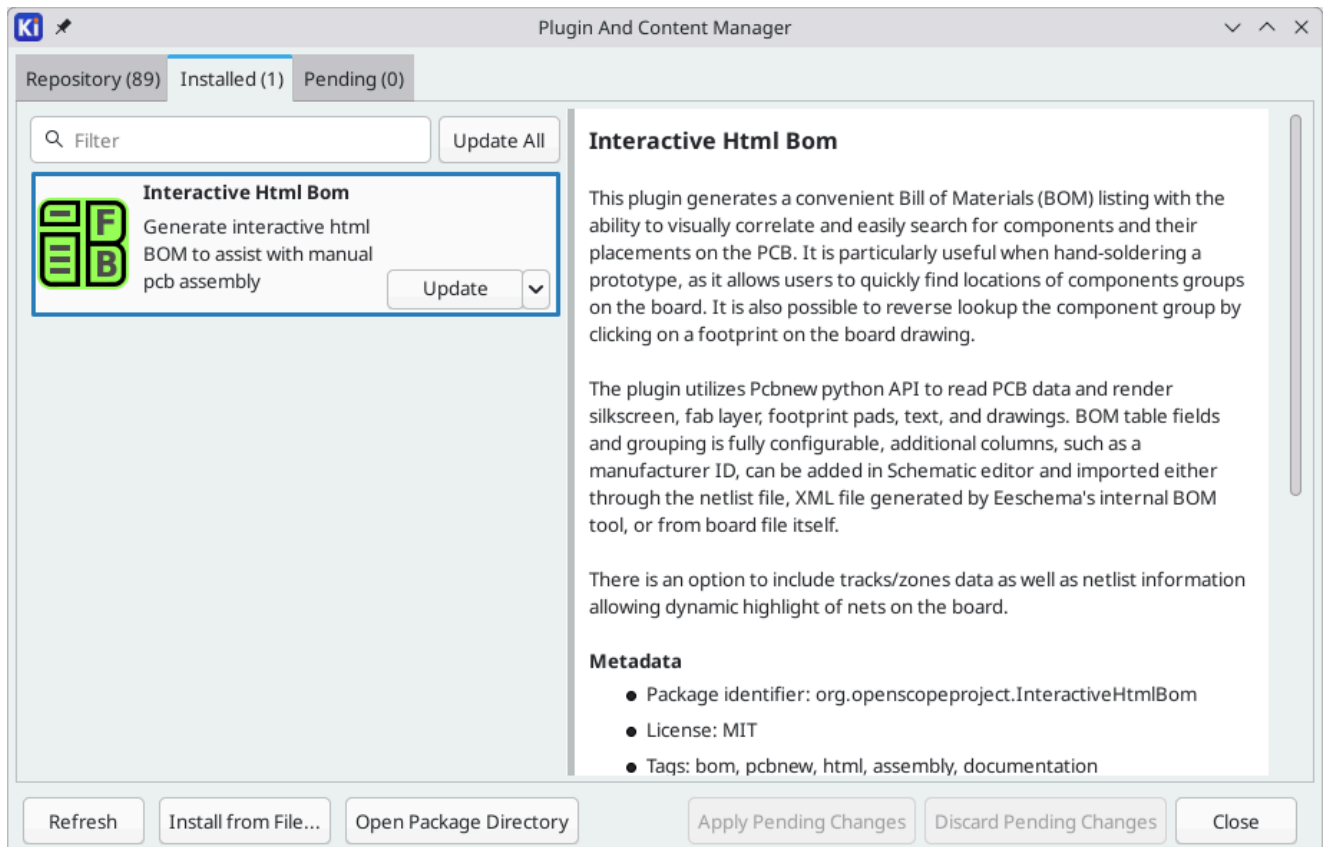 Ki
Plugin And Content Manager
Repository (89)
Installed (1)
Pending (0)
Filter
Update All
F
B
Interactive Html Bom
Generate interactive html
BOM to assist with manual
pcb assembly
Update
Interactive Html Bom
This plugin generates a convenient Bill of Materials (BOM) listing with the
ability to visually correlate and easily search for components and their
placements on the PCB. It is particularly useful when hand-soldering a
prototype, as it allows users to quickly find locations of components groups
on the board. It is also possible to reverse lookup the component group by
clicking on a footprint on the board drawing.
The plugin utilizes Pcbnew python API to read PCB data and render
silkscreen, fab layer, footprint pads, text, and drawings. BOM table fields
and grouping is fully configurable, additional columns, such as a
manufacturer ID, can be added in Schematic editor and imported either
through the netlist file, XML file generated by Eeschema's internal BOM
tool, or from board file itself.
There is an option to include tracks/zones data as well as netlist information
allowing dynamic highlight of nets on the board.
Metadata
● Package identifier: org.openscopeproject.InteractiveHtmlBom
● License: MIT
● Tags: bom, pcbnew, html, assembly, documentation
Refresh
Install from File...
Open Package Directory
Apply Pending Changes
Discard Pending Changes
Close